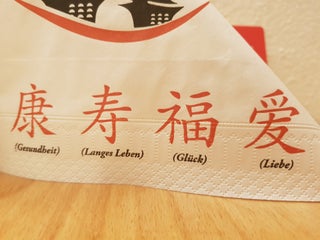 康 寿 福 爱
(Gesundheit) (Langes Leben) (Glück) (Liebe)